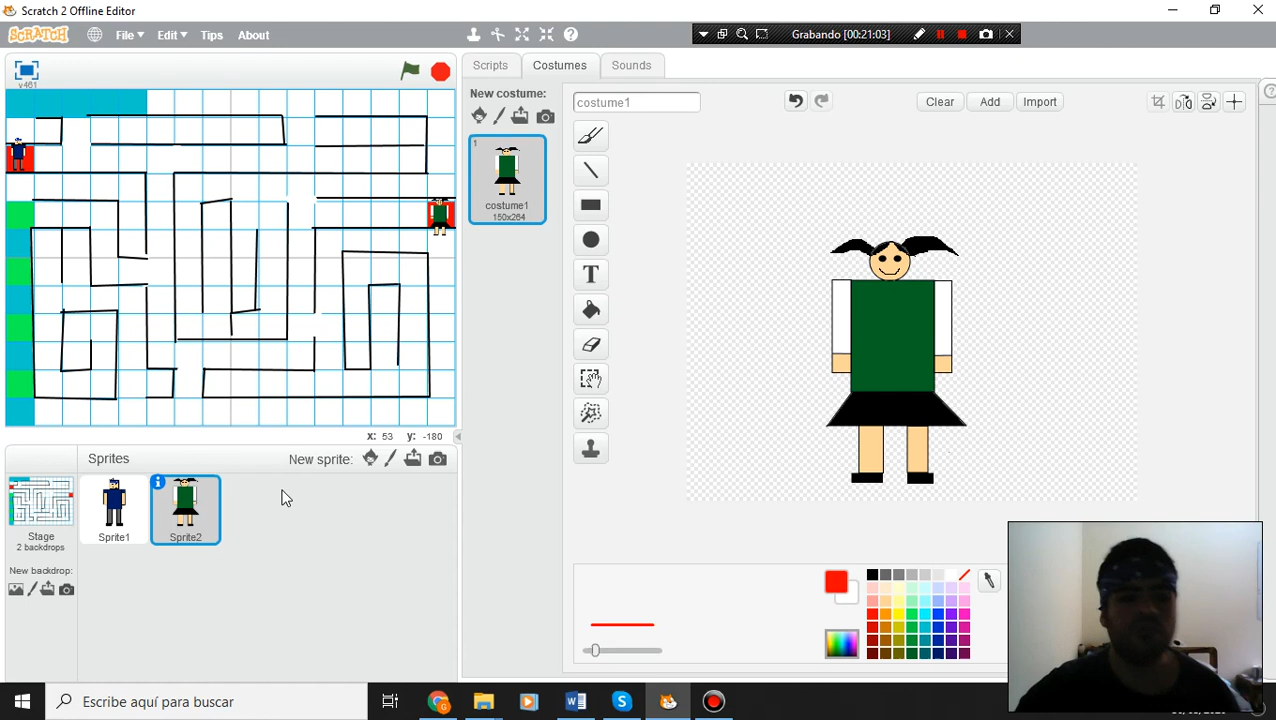 Scratch 2 Offline Editor
SCRATCH File Edit Tips About
Grabando [00:21:03]
v461
Scripts Costumes Sounds
New costume:
costume1
Clear Add Import
1
costume1
150x264
T
x: 53 y: -180
Sprites New sprite:
Stage
2 backdrops
Sprite1
Sprite2
New backdrop:
Escribe aquí para buscar